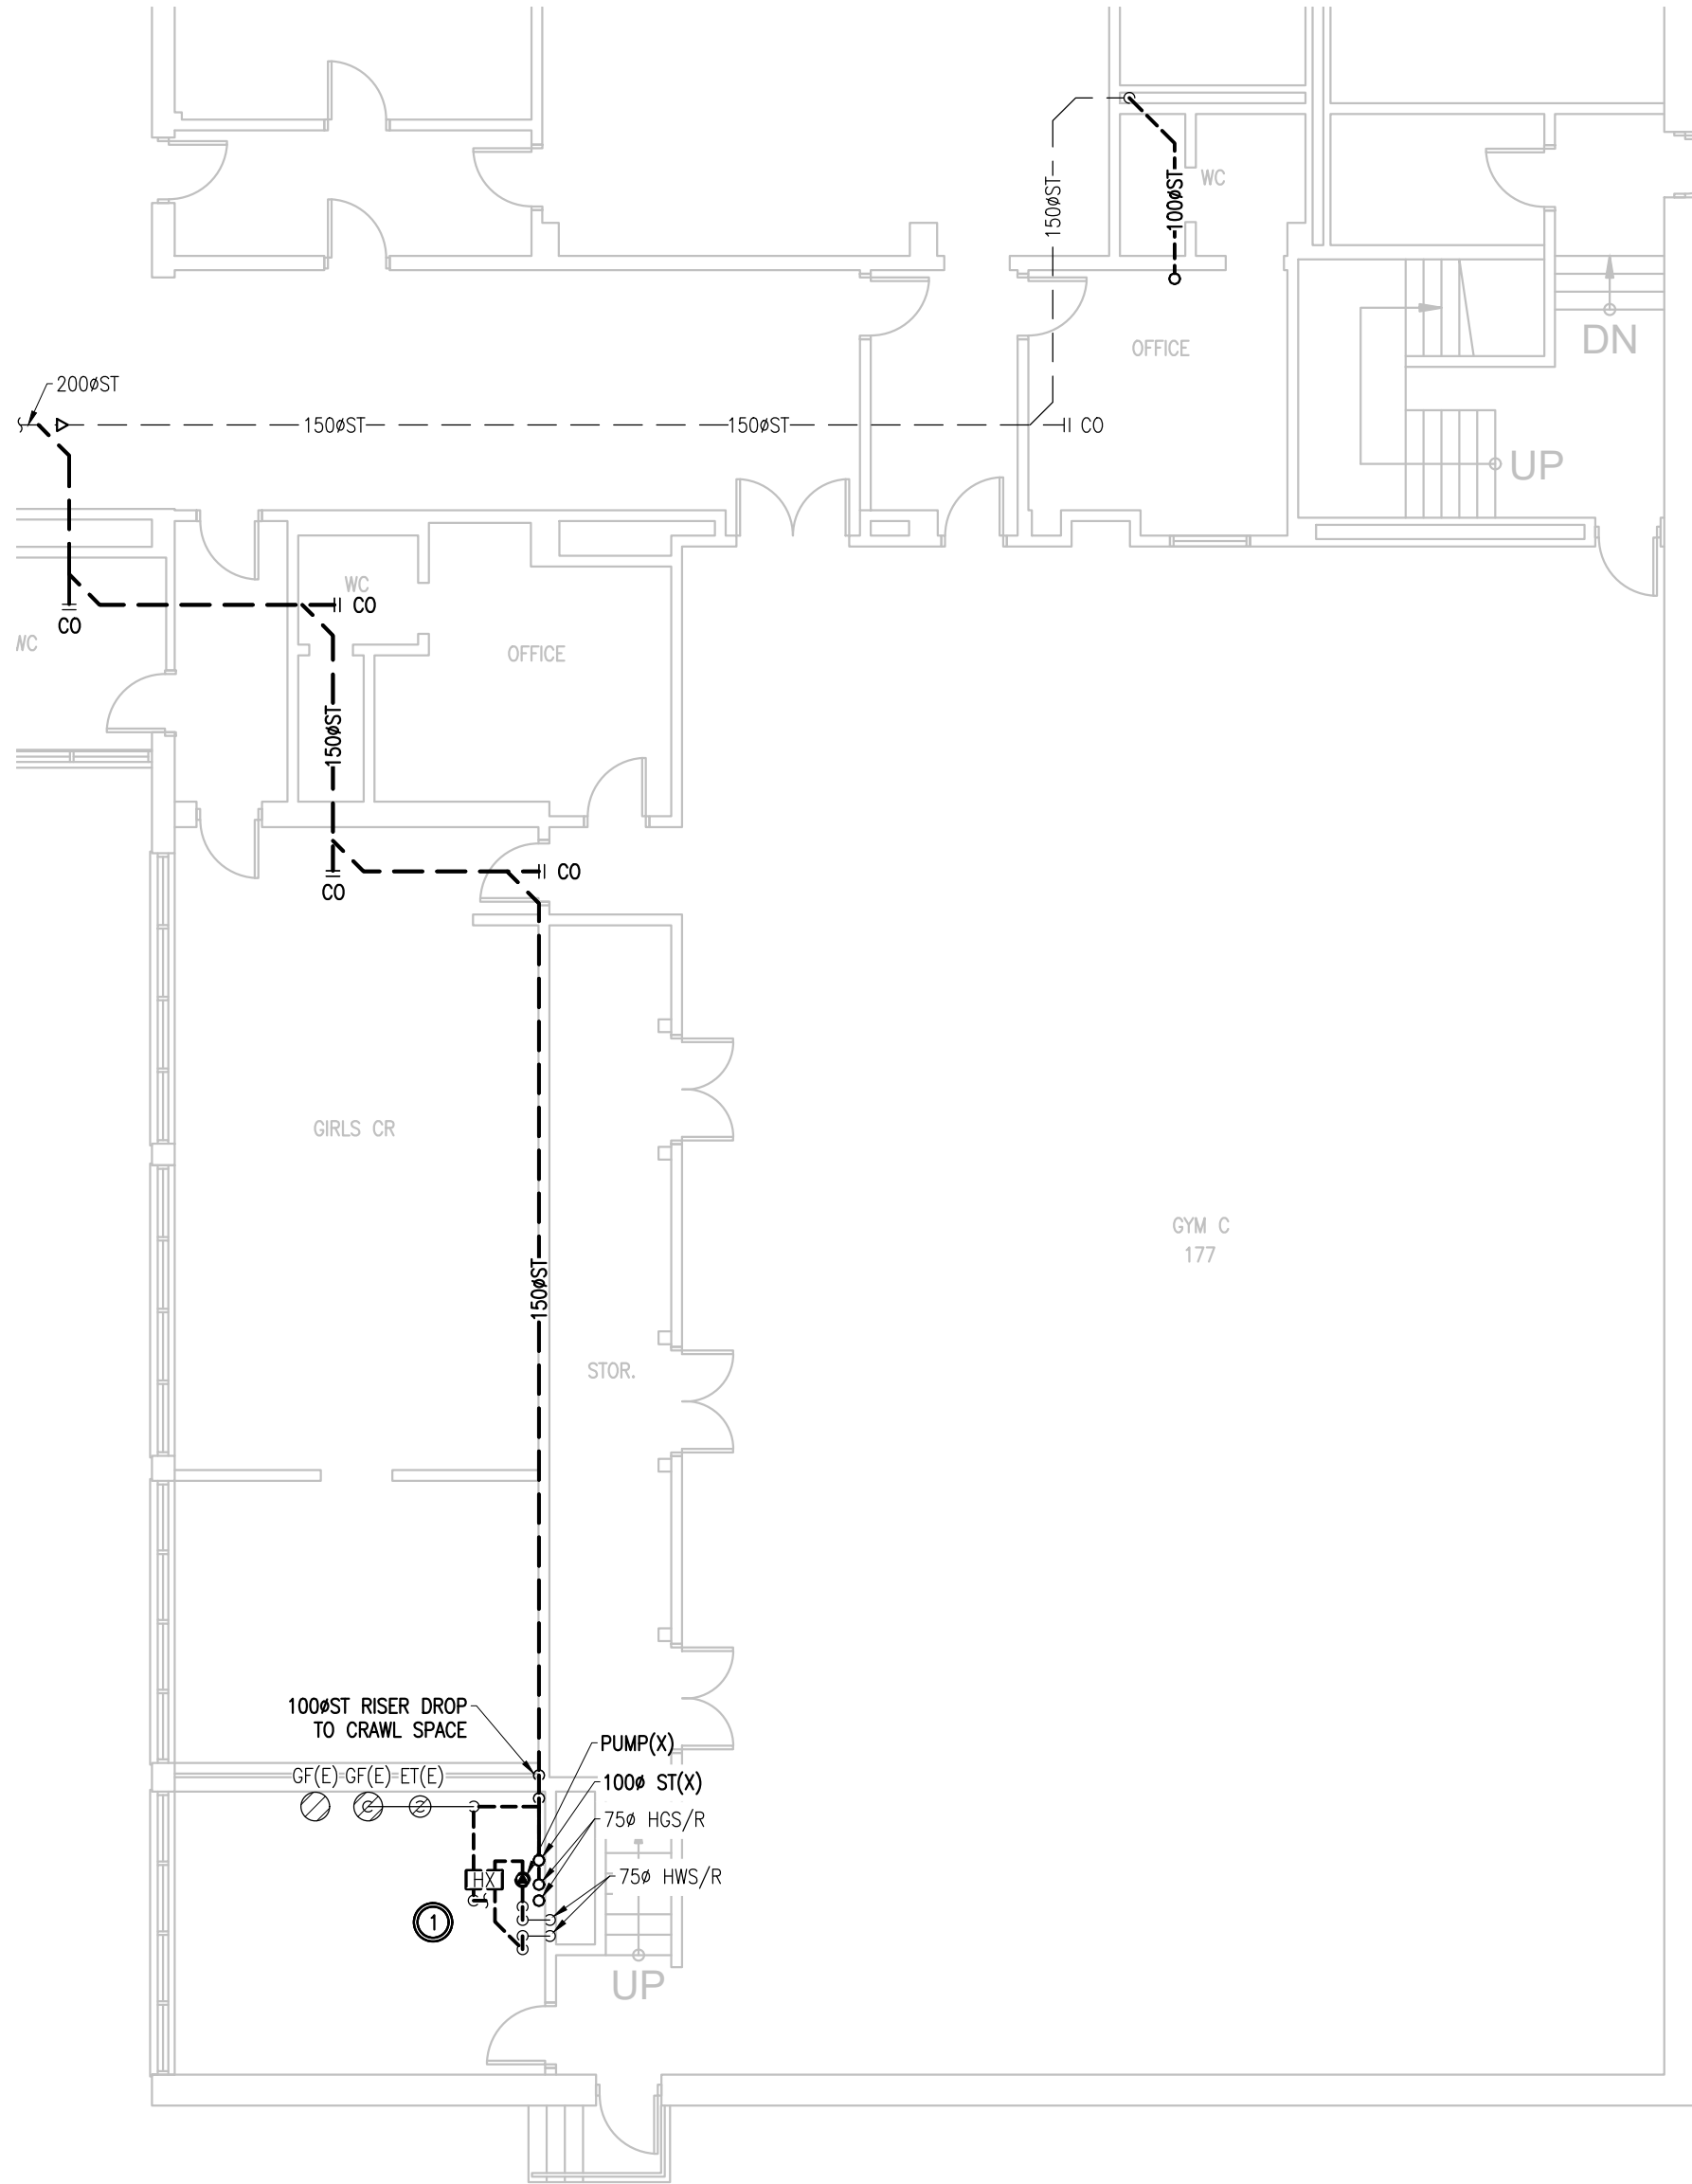 WC
100øST
150øST
OFFICE
DN
200øST
150øST
150øST
CO
UP
WC
CO
CO
WC
OFFICE
150øST
CO
CO
GIRLS CR
GYM C
177
150øST
STOR.
100øST RISER DROP
TO CRAWL SPACE
PUMP(X)
GF(E) GF(E) ET(E)
100ø ST(X)
75ø HGS/R
HX
75ø HWS/R
1
UP